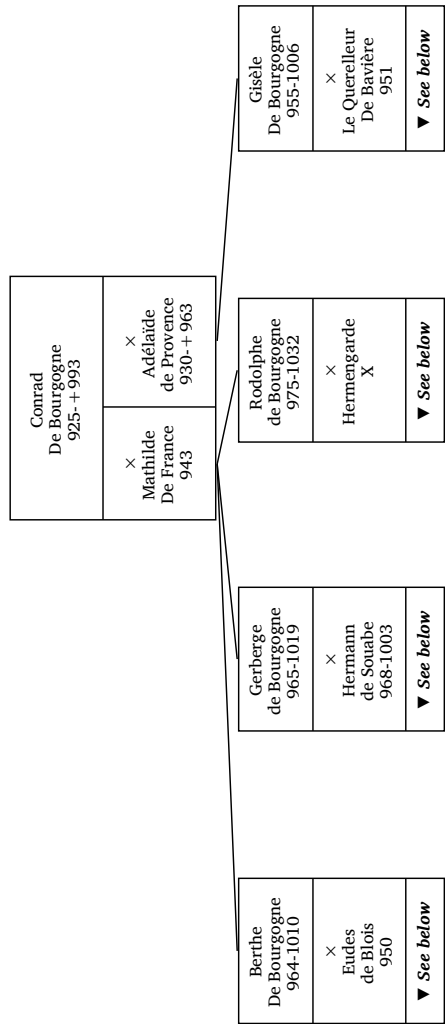 Conrad
De Bourgogne
925-+993
×
Mathilde
De France
943
×
Adélaïde
de Provence
930-+963
Berthe
De Bourgogne
964-1010
×
Eudes
de Blois
950
▼ See below
Gerberge
de Bourgogne
965-1019
×
Hermann
de Souabe
968-1003
▼ See below
Rodolphe
de Bourgogne
975-1032
×
Hermengarde
X
▼ See below
Gisèle
De Bourgogne
955-1006
×
Le Querelleur
De Bavière
951
▼ See below